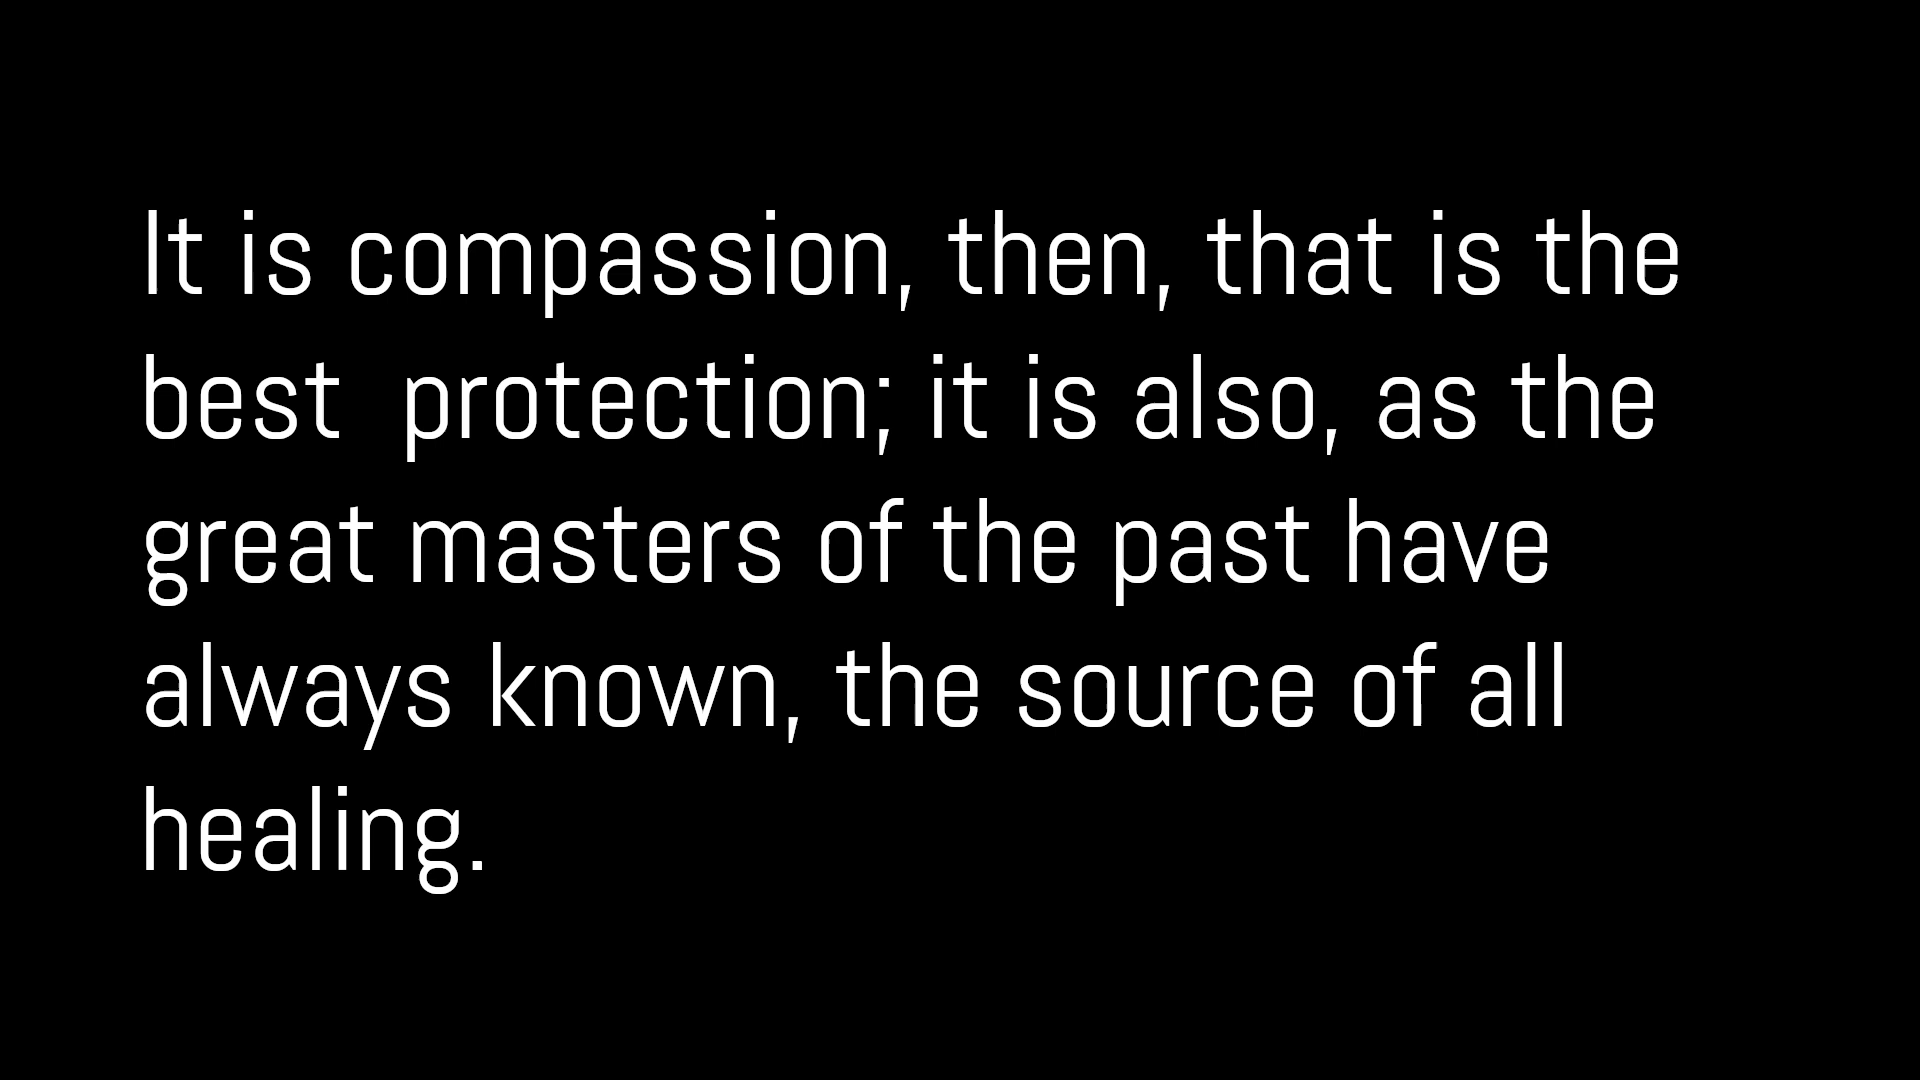 It is compassion, then, that is the
best  protection; it is also, as the
great masters of the past have
always known, the source of all
healing.